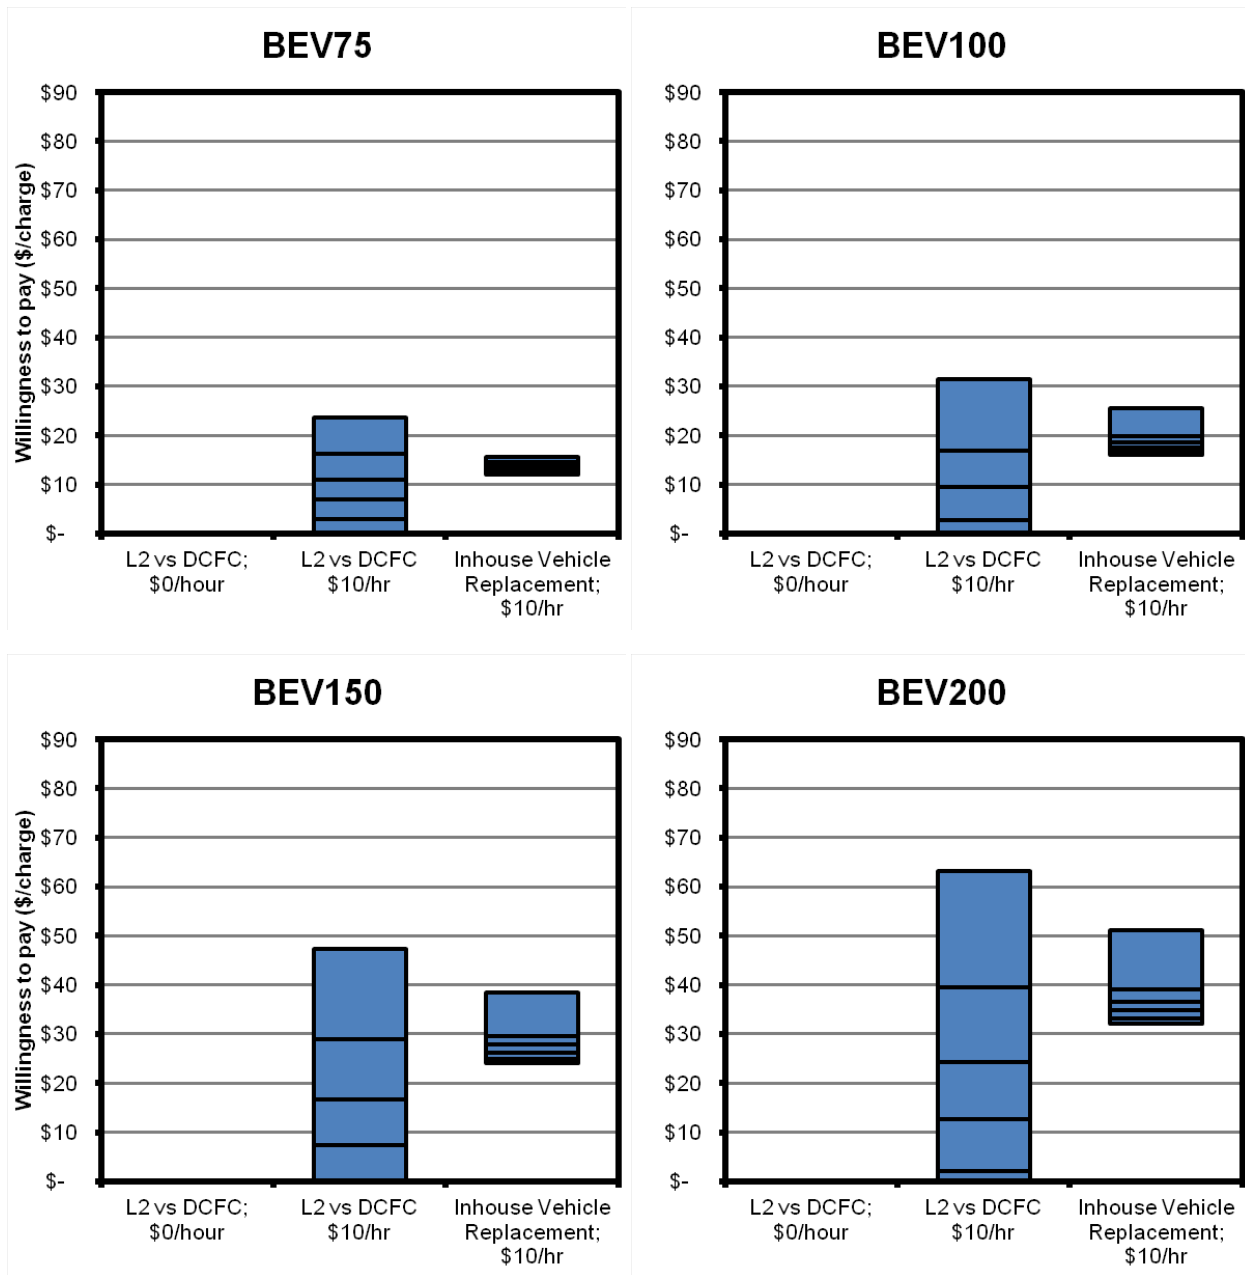 BEV75
Willingness to pay ($/charge)
$90
$80
$70
$60
$50
$40
$30
$20
$10
$-
L2 vs DCFC;
$0/hour
L2 vs DCFC
$10/hr
Inhouse Vehicle
Replacement;
$10/hr
BEV100
$90
$80
$70
$60
$50
$40
$30
$20
$10
$-
L2 vs DCFC;
$0/hour
L2 vs DCFC
$10/hr
Inhouse Vehicle
Replacement;
$10/hr
BEV150
Willingness to pay ($/charge)
$90
$80
$70
$60
$50
$40
$30
$20
$10
$-
L2 vs DCFC;
$0/hour
L2 vs DCFC
$10/hr
Inhouse Vehicle
Replacement;
$10/hr
BEV200
$90
$80
$70
$60
$50
$40
$30
$20
$10
$-
L2 vs DCFC;
$0/hour
L2 vs DCFC
$10/hr
Inhouse Vehicle
Replacement;
$10/hr